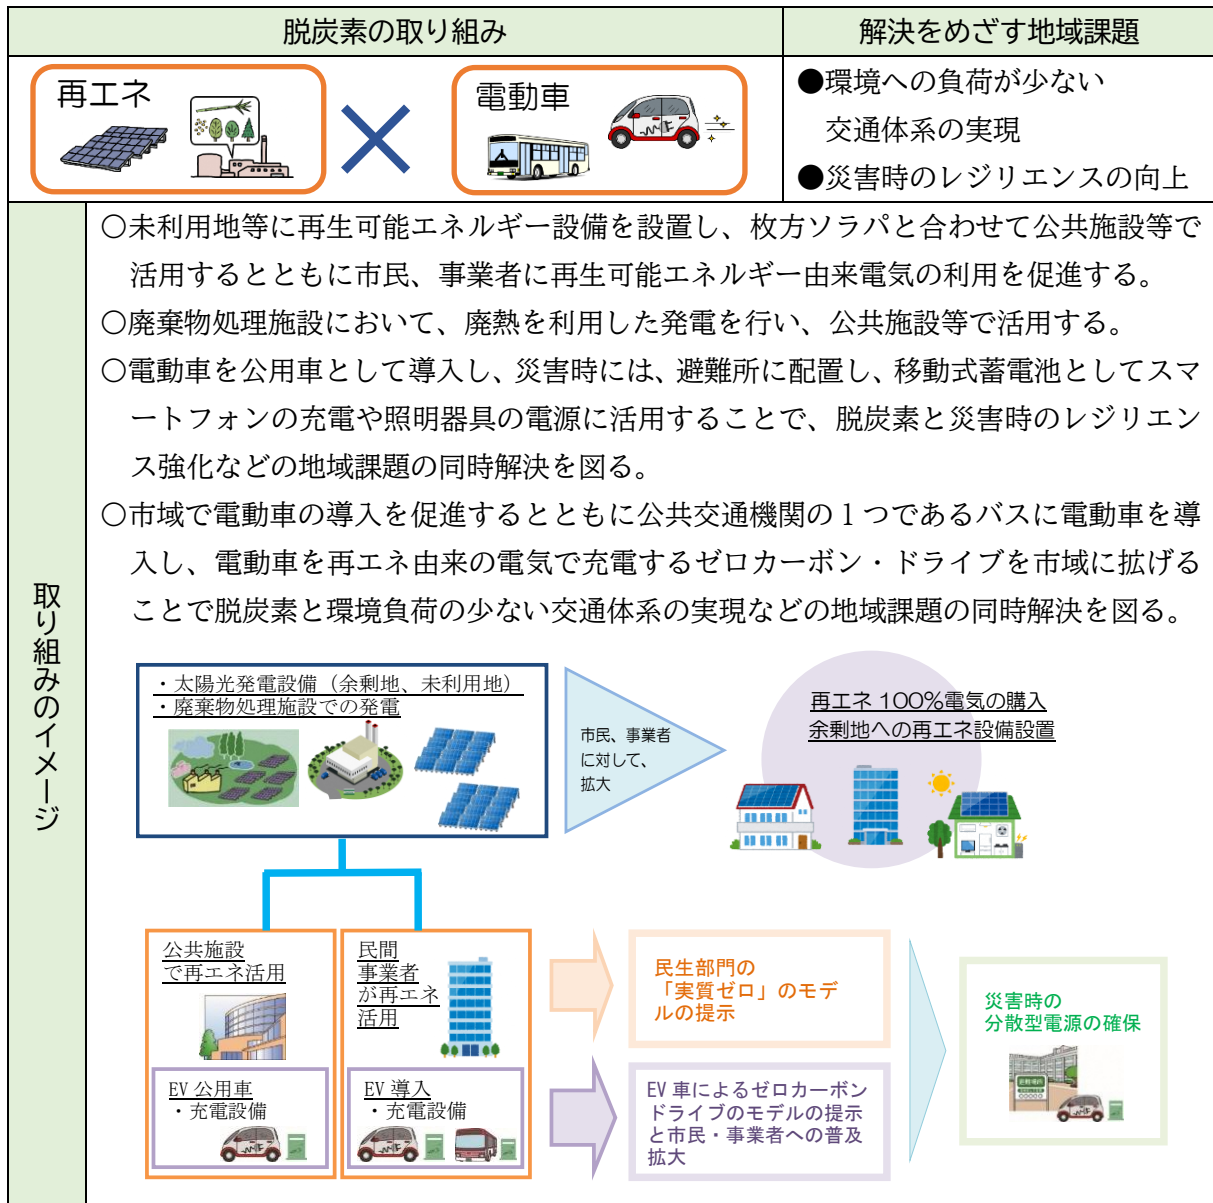 脱炭素の取り組み
解決をめざす地域課題
再エネ
電動車
●環境への負荷が少ない
交通体系の実現
●災害時のレジリエンスの向上
取り組みのイメージ
〇未利用地等に再生可能エネルギー設備を設置し、枚方ソラパと合わせて公共施設等で
活用するとともに市民、事業者に再生可能エネルギー由来電気の利用を促進する。
〇廃棄物処理施設において、廃熱を利用した発電を行い、公共施設等で活用する。
〇電動車を公用車として導入し、災害時には、避難所に配置し、移動式蓄電池としてスマ
ートフォンの充電や照明器具の電源に活用することで、脱炭素と災害時のレジリエン
ス強化などの地域課題の同時解決を図る。
〇市域で電動車の導入を促進するとともに公共交通機関の１つであるバスに電動車を導
入し、電動車を再エネ由来の電気で充電するゼロカーボン・ドライブを市域に拡げる
ことで脱炭素と環境負荷の少ない交通体系の実現などの地域課題の同時解決を図る。
・太陽光発電設備（余剰地、未利用地）
・廃棄物処理施設での発電
市民、事業者
に対して、
拡大
再エネ 100％電気の購入
余剰地への再エネ設備設置
公共施設
で再エネ活用
民間
事業者
が再エネ
活用
EV 公用車
・充電設備
EV 導入
・充電設備
民生部門の
「実質ゼロ」のモデ
ルの提示
EV 車によるゼロカーボン
ドライブのモデルの提示
と市民・事業者への普及
拡大
災害時の
分散型電源の確保
避難場所